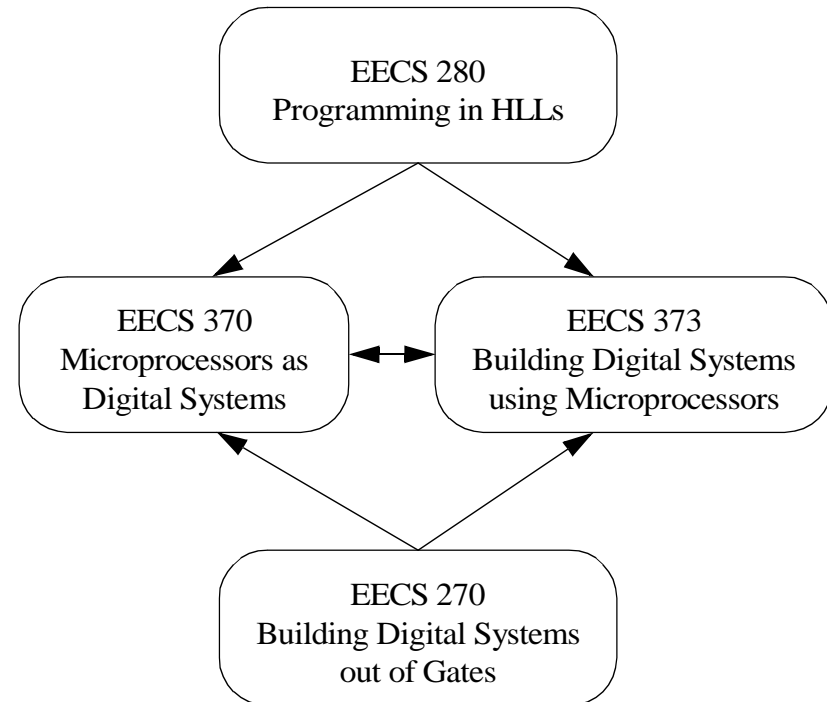 EECS 280
Programming in HLLs
EECS 370
Microprocessors as
Digital Systems
EECS 373
Building Digital Systems
using Microprocessors
EECS 270
Building Digital Systems
out of Gates